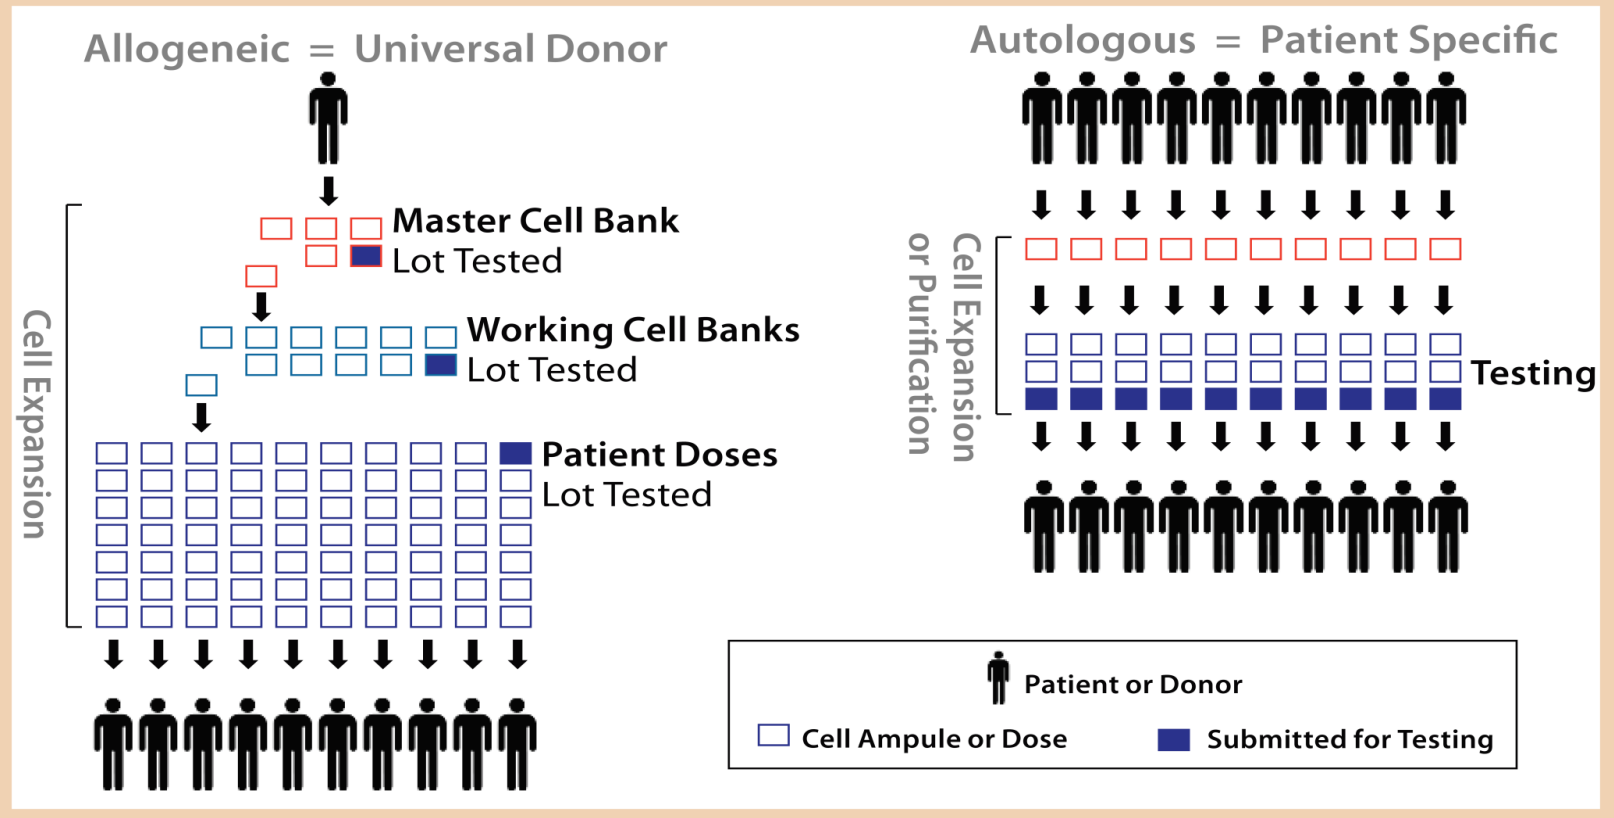 Allogeneic = Universal Donor
Master Cell Bank
Lot Tested
Working Cell Banks
Lot Tested
Patient Doses
Lot Tested
Cell Expansion
Autologous = Patient Specific
Cell Expansion
or Purification
Testing
Patient or Donor
Cell Ampule or Dose
Submitted for Testing